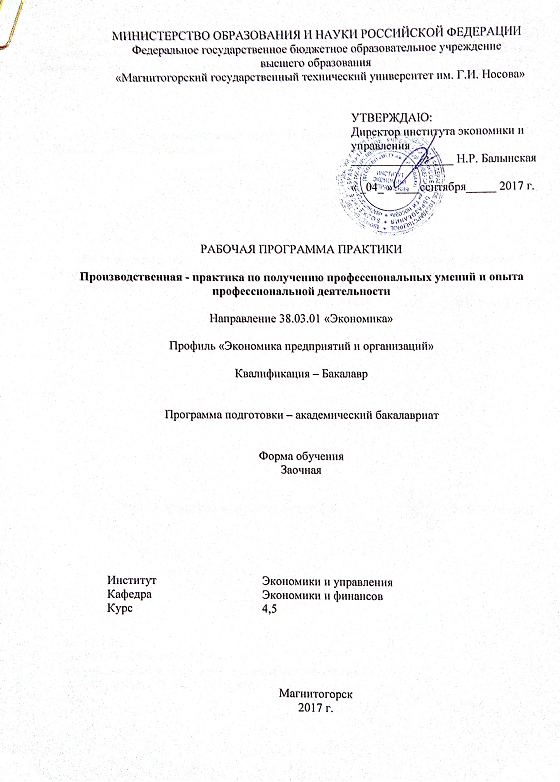 МИНИСТЕРСТВО ОБРАЗОВАНИЯ И НАУКИ РОССИЙСКОЙ ФЕДЕРАЦИИ
Федеральное государственное бюджетное образовательное учреждение
высшего образования
«Магнитогорский государственный технический университет им. Г.И. Носова»
УТВЕРЖДАЮ:
Директор института экономики и
управления
Н.Р. Балынская
«_04_» сентября_____ 2017 г.
РАБОЧАЯ ПРОГРАММА ПРАКТИКИ
Производственная - практика по получению профессиональных умений и опыта
профессиональной деятельности
Направление 38.03.01 «Экономика»
Профиль «Экономика предприятий и организаций»
Квалификация – Бакалавр
Программа подготовки – академический бакалавриат
Форма обучения
Заочная
Институт Экономики и управления
Кафедра Экономики и финансов
Курс 4,5
Магнитогорск
2017 г.